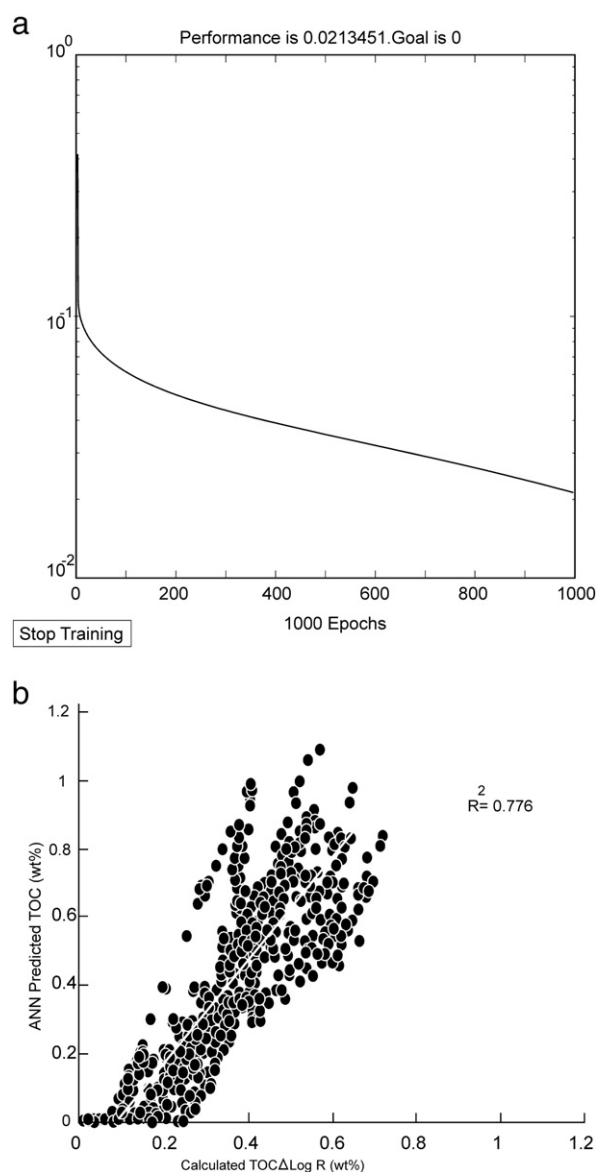 a
Performance is 0.0213451.Goal is 0
10^0
10^-1
10^-2
0 200 400 600 800 1000
1000 Epochs
Stop Training
b
ANN Predicted TOC (wt%)
1.2
1
0.8
0.6
0.4
0.2
0
2
R= 0.776
0 0.2 0.4 0.6 0.8 1 1.2
Calculated TOCΔLog R (wt%)